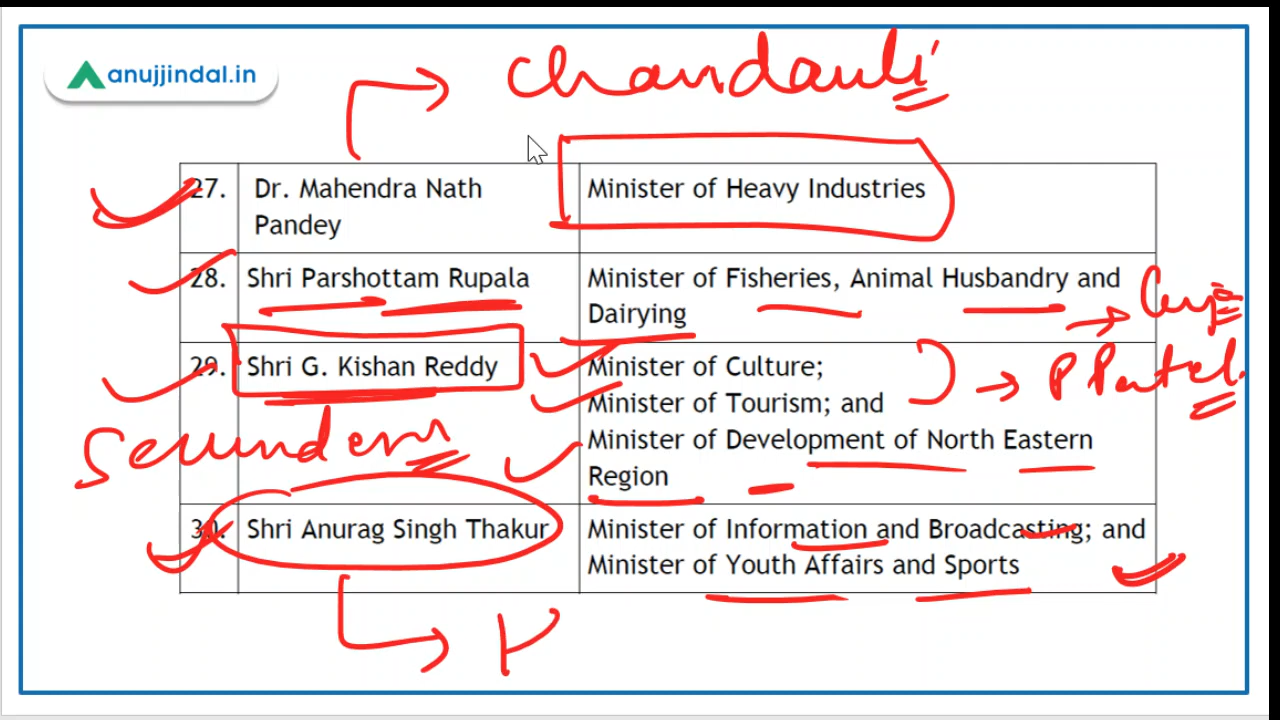 anujjindal.in
Chandauli
27. Dr. Mahendra Nath Pandey Minister of Heavy Industries
28. Shri Parshottam Rupala Minister of Fisheries, Animal Husbandry and
Dairying
29. Shri G. Kishan Reddy Minister of Culture;
Minister of Tourism; and
Minister of Development of North Eastern
Region
P Patel
30. Shri Anurag Singh Thakur Minister of Information and Broadcasting; and
Minister of Youth Affairs and Sports